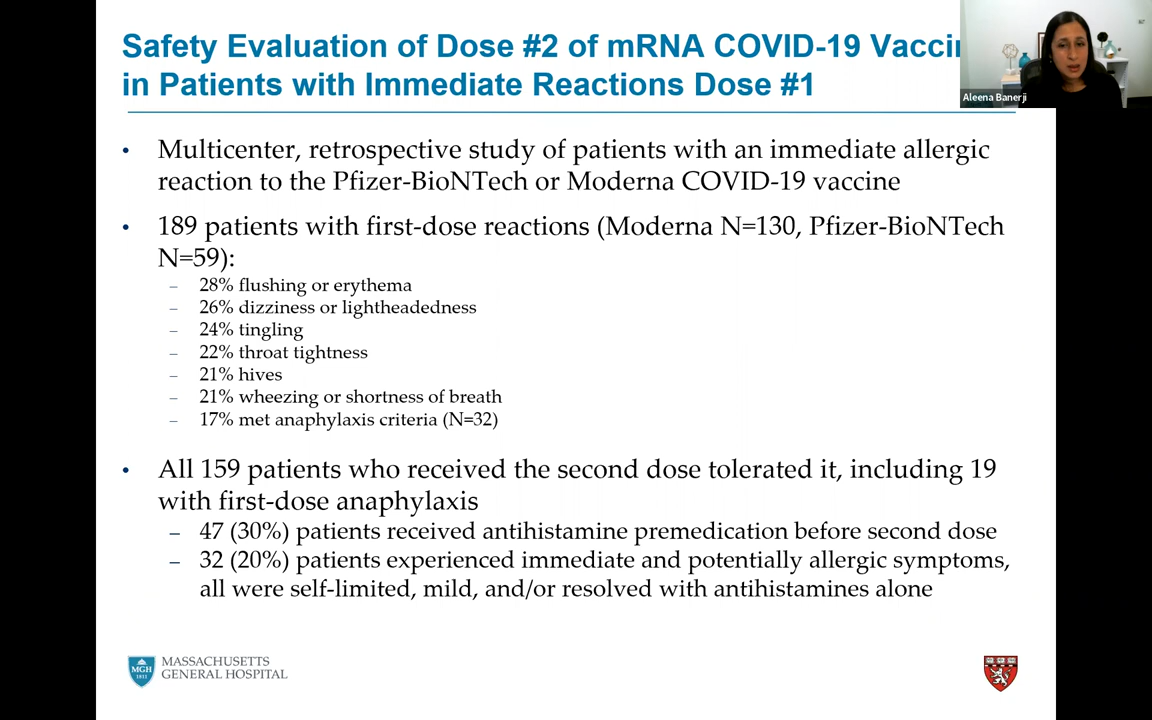 Safety Evaluation of Dose #2 of mRNA COVID-19
in Patients with Immediate Reactions Dose #1
Aleena Banerji
• Multicenter, retrospective study of patients with an immediate allergic
reaction to the Pfizer-BioNTech or Moderna COVID-19 vaccine
• 189 patients with first-dose reactions (Moderna N=130, Pfizer-BioNTech
N=59):
– 28% flushing or erythema
– 26% dizziness or lightheadedness
– 24% tingling
– 22% throat tightness
– 21% hives
– 21% wheezing or shortness of breath
– 17% met anaphylaxis criteria (N=32)
• All 159 patients who received the second dose tolerated it, including 19
with first-dose anaphylaxis
– 47 (30%) patients received antihistamine premedication before second dose
– 32 (20%) patients experienced immediate and potentially allergic symptoms,
all were self-limited, mild, and/or resolved with antihistamines alone
MGH
1811
MASSACHUSETTS
GENERAL HOSPITAL